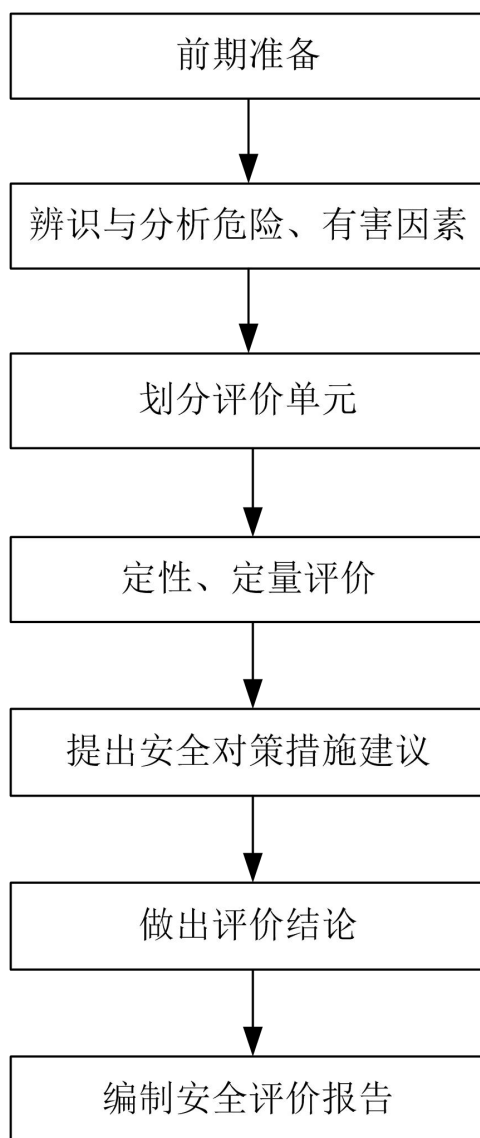 前期准备
辨识与分析危险、有害因素
划分评价单元
定性、定量评价
提出安全对策措施建议
做出评价结论
编制安全评价报告